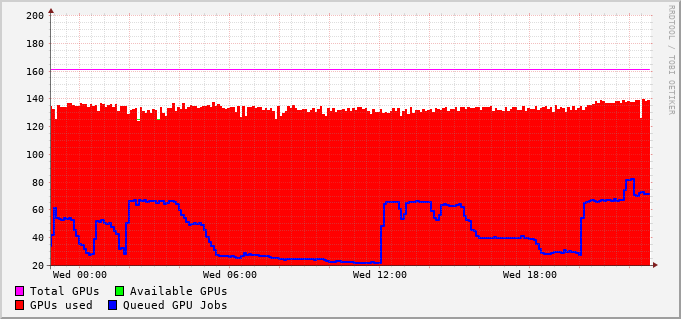 200
180
160
140
120
100
80
60
40
20
Wed 00:00 Wed 06:00 Wed 12:00 Wed 18:00
Total GPUs Available GPUs
GPUs used Queued GPU Jobs
RRDTOOL / TOBI OETIKER